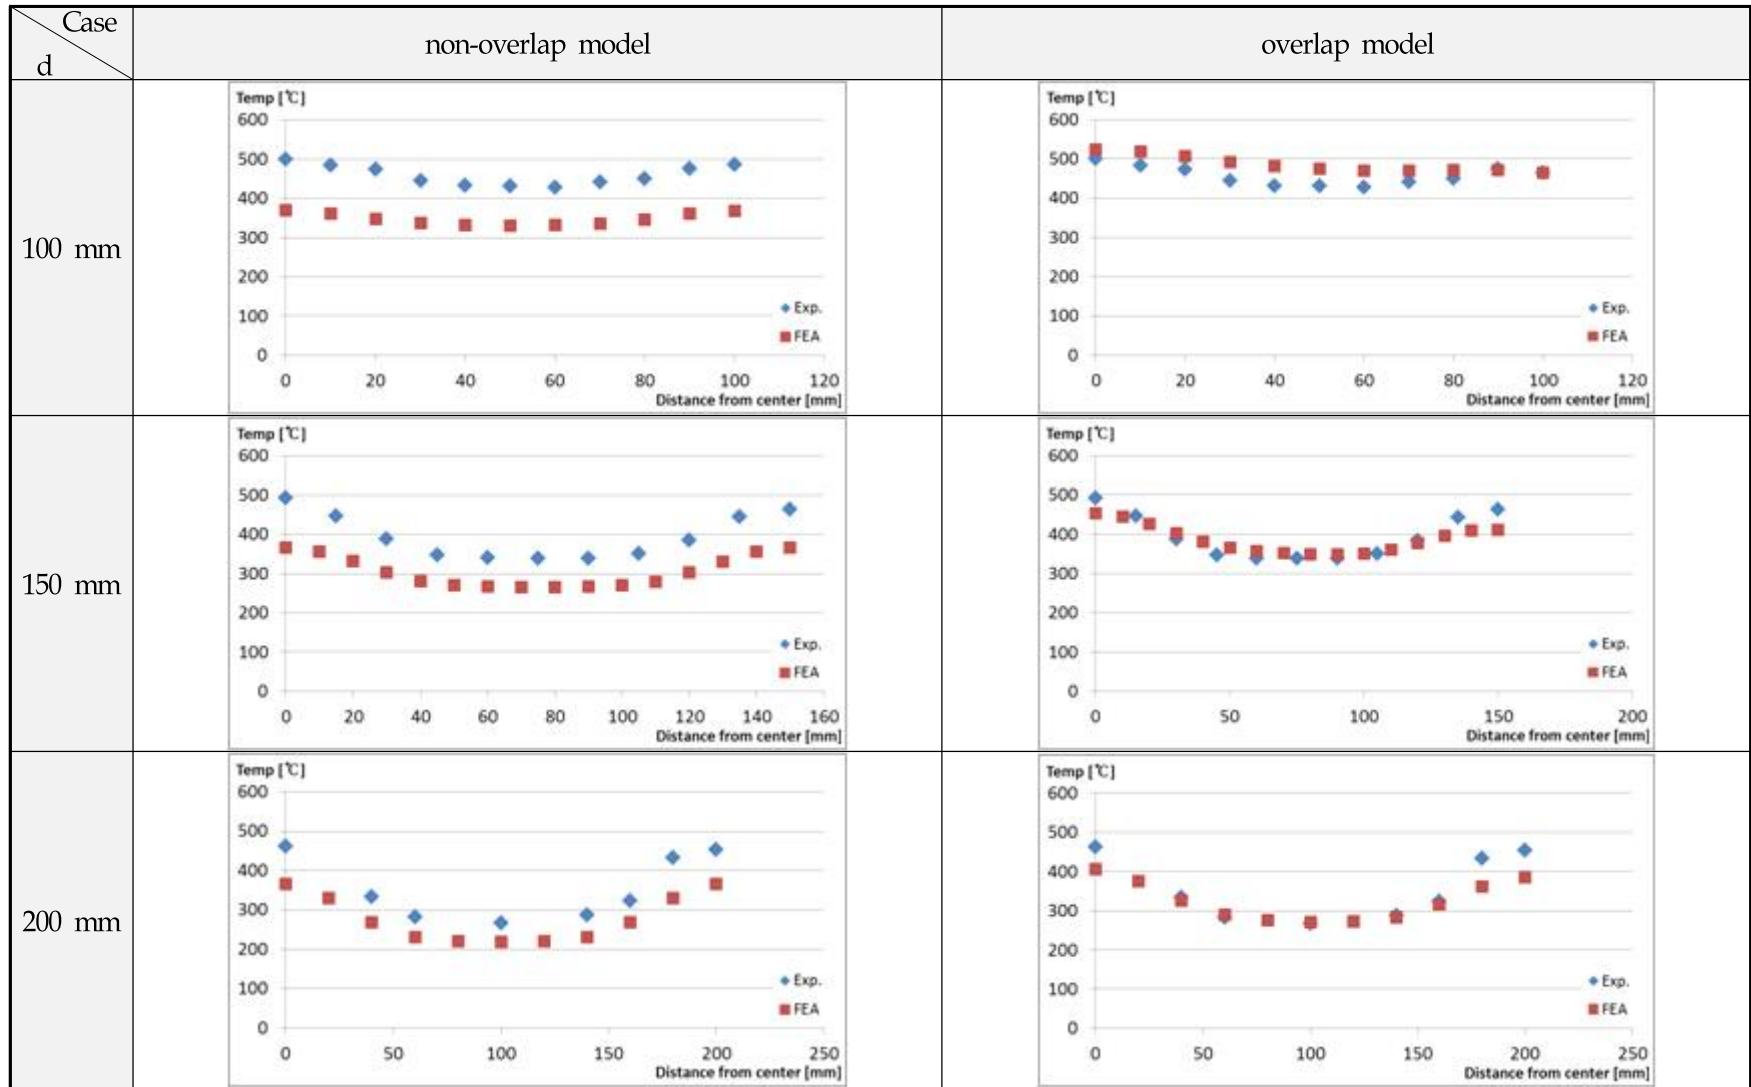 Case
d
non-overlap model
overlap model
100 mm
Temp [℃]
600
500
400
300
200
100
0
0 20 40 60 80 100 120
Distance from center [mm]
Exp.
FEA
Temp [℃]
600
500
400
300
200
100
0
0 20 40 60 80 100 120
Distance from center [mm]
Exp.
FEA
150 mm
Temp [℃]
600
500
400
300
200
100
0
0 20 40 60 80 100 120 140 160
Distance from center [mm]
Exp.
FEA
Temp [℃]
600
500
400
300
200
100
0
0 50 100 150 200
Distance from center [mm]
Exp.
FEA
200 mm
Temp [℃]
600
500
400
300
200
100
0
0 50 100 150 200 250
Distance from center [mm]
Exp.
FEA
Temp [℃]
600
500
400
300
200
100
0
0 50 100 150 200 250
Distance from center [mm]
Exp.
FEA